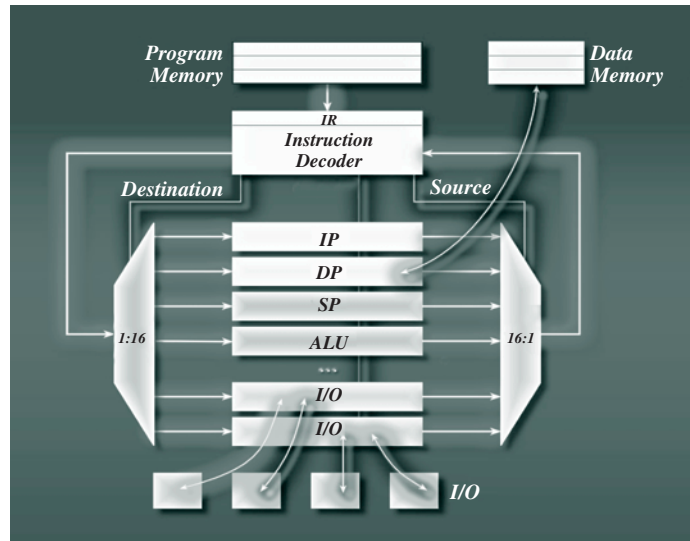 Program
Memory
Data
Memory
IR
Instruction
Decoder
Destination
Source
IP
DP
SP
ALU
1:16
16:1
...
I/O
I/O
I/O